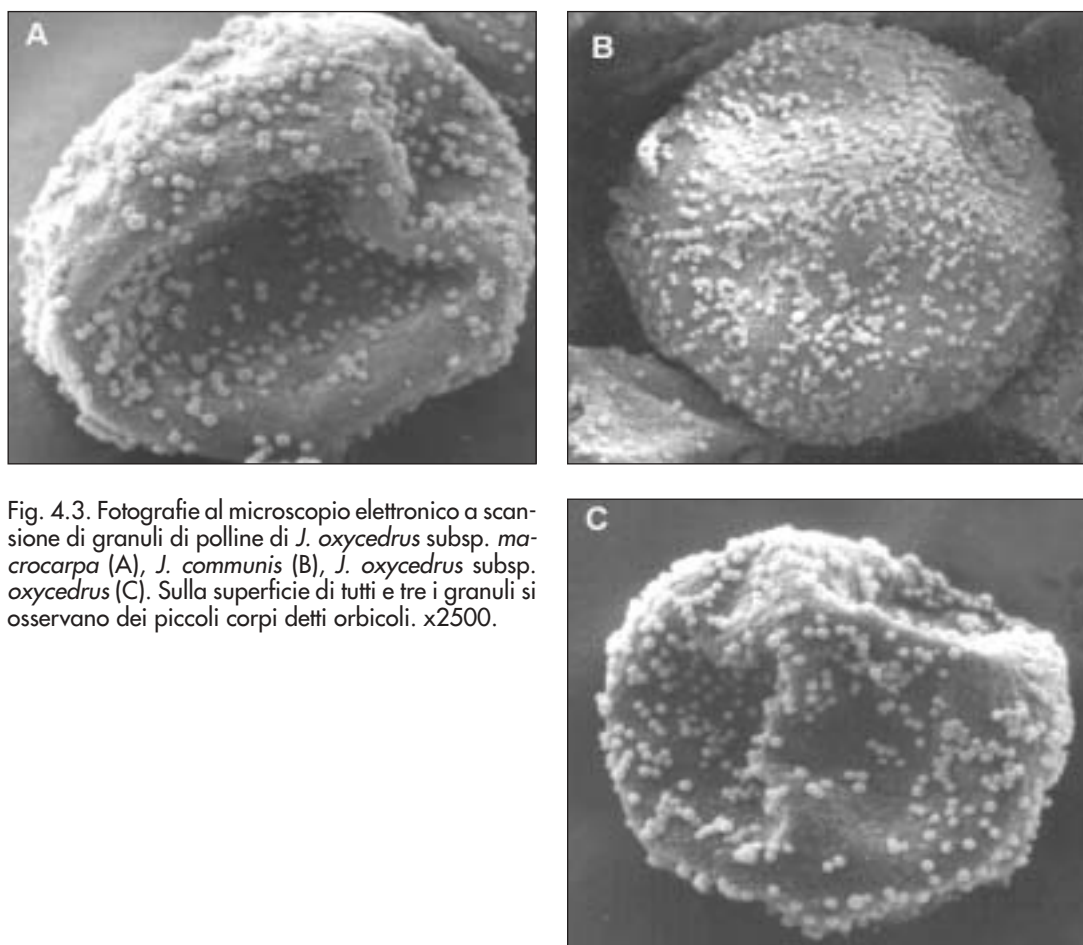 A
B
Fig. 4.3. Fotografie al microscopio elettronico a scan-
sione di granuli di polline di J. oxycedrus subsp. ma-
crocarpa (A), J. communis (B), J. oxycedrus subsp.
oxycedrus (C). Sulla superficie di tutti e tre i granuli si
osservano dei piccoli corpi detti orbicoli. x2500.
C